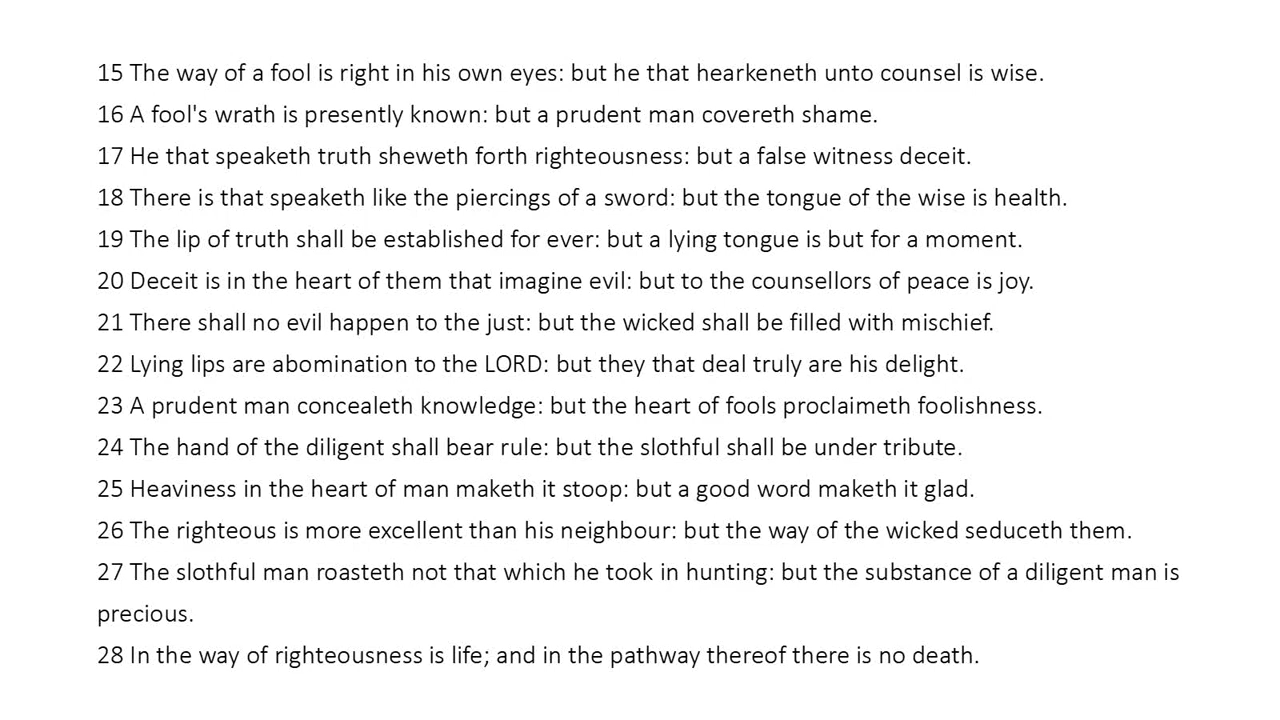 15 The way of a fool is right in his own eyes: but he that hearkeneth unto counsel is wise.
16 A fool's wrath is presently known: but a prudent man covereth shame.
17 He that speaketh truth sheweth forth righteousness: but a false witness deceit.
18 There is that speaketh like the piercings of a sword: but the tongue of the wise is health.
19 The lip of truth shall be established for ever: but a lying tongue is but for a moment.
20 Deceit is in the heart of them that imagine evil: but to the counsellors of peace is joy.
21 There shall no evil happen to the just: but the wicked shall be filled with mischief.
22 Lying lips are abomination to the LORD: but they that deal truly are his delight.
23 A prudent man concealeth knowledge: but the heart of fools proclaimeth foolishness.
24 The hand of the diligent shall bear rule: but the slothful shall be under tribute.
25 Heaviness in the heart of man maketh it stoop: but a good word maketh it glad.
26 The righteous is more excellent than his neighbour: but the way of the wicked seduceth them.
27 The slothful man roasteth not that which he took in hunting: but the substance of a diligent man is
precious.
28 In the way of righteousness is life; and in the pathway thereof there is no death.